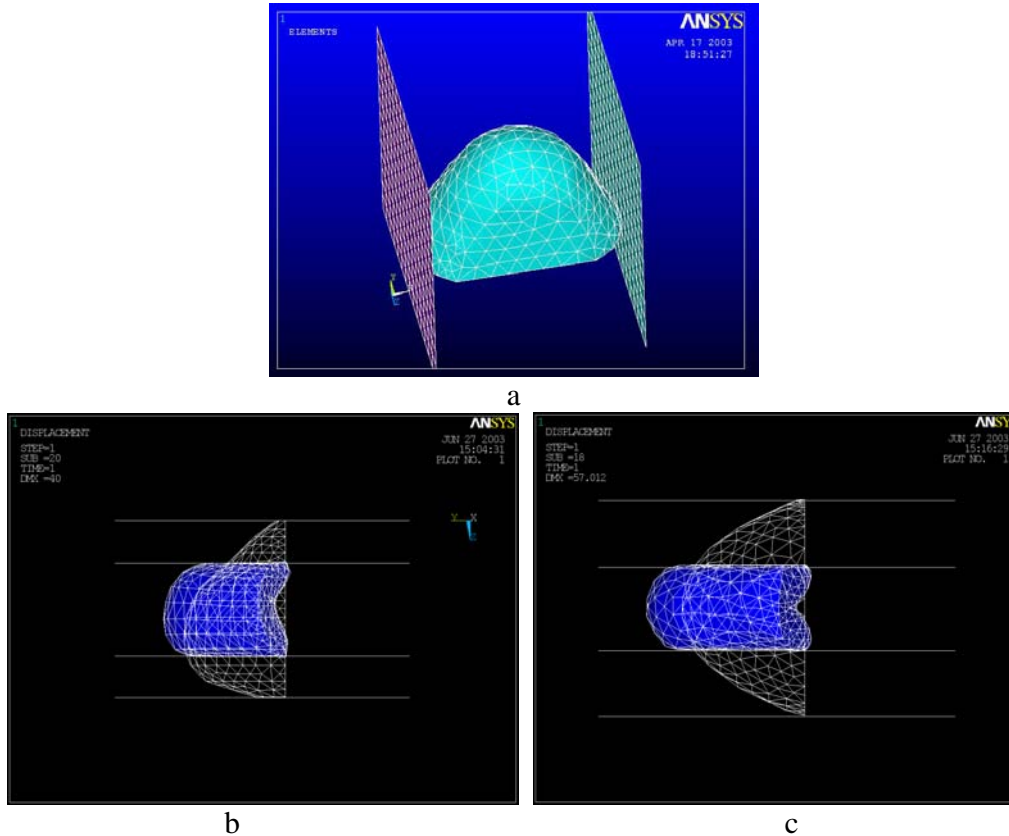 1
ELEMENTS
ANSYS
APR 17 2003
18:51:27
a
1
DISPLACEMENT
STEP=1
SUB =20
TIME=1
DMX =40
ANSYS
JUN 27 2003
15:04:31
PLOT NO. 1
Y X
Z
1
DISPLACEMENT
STEP=1
SUB =18
TIME=1
DMX =57.012
ANSYS
JUN 27 2003
15:16:29
PLOT NO. 1
b
c